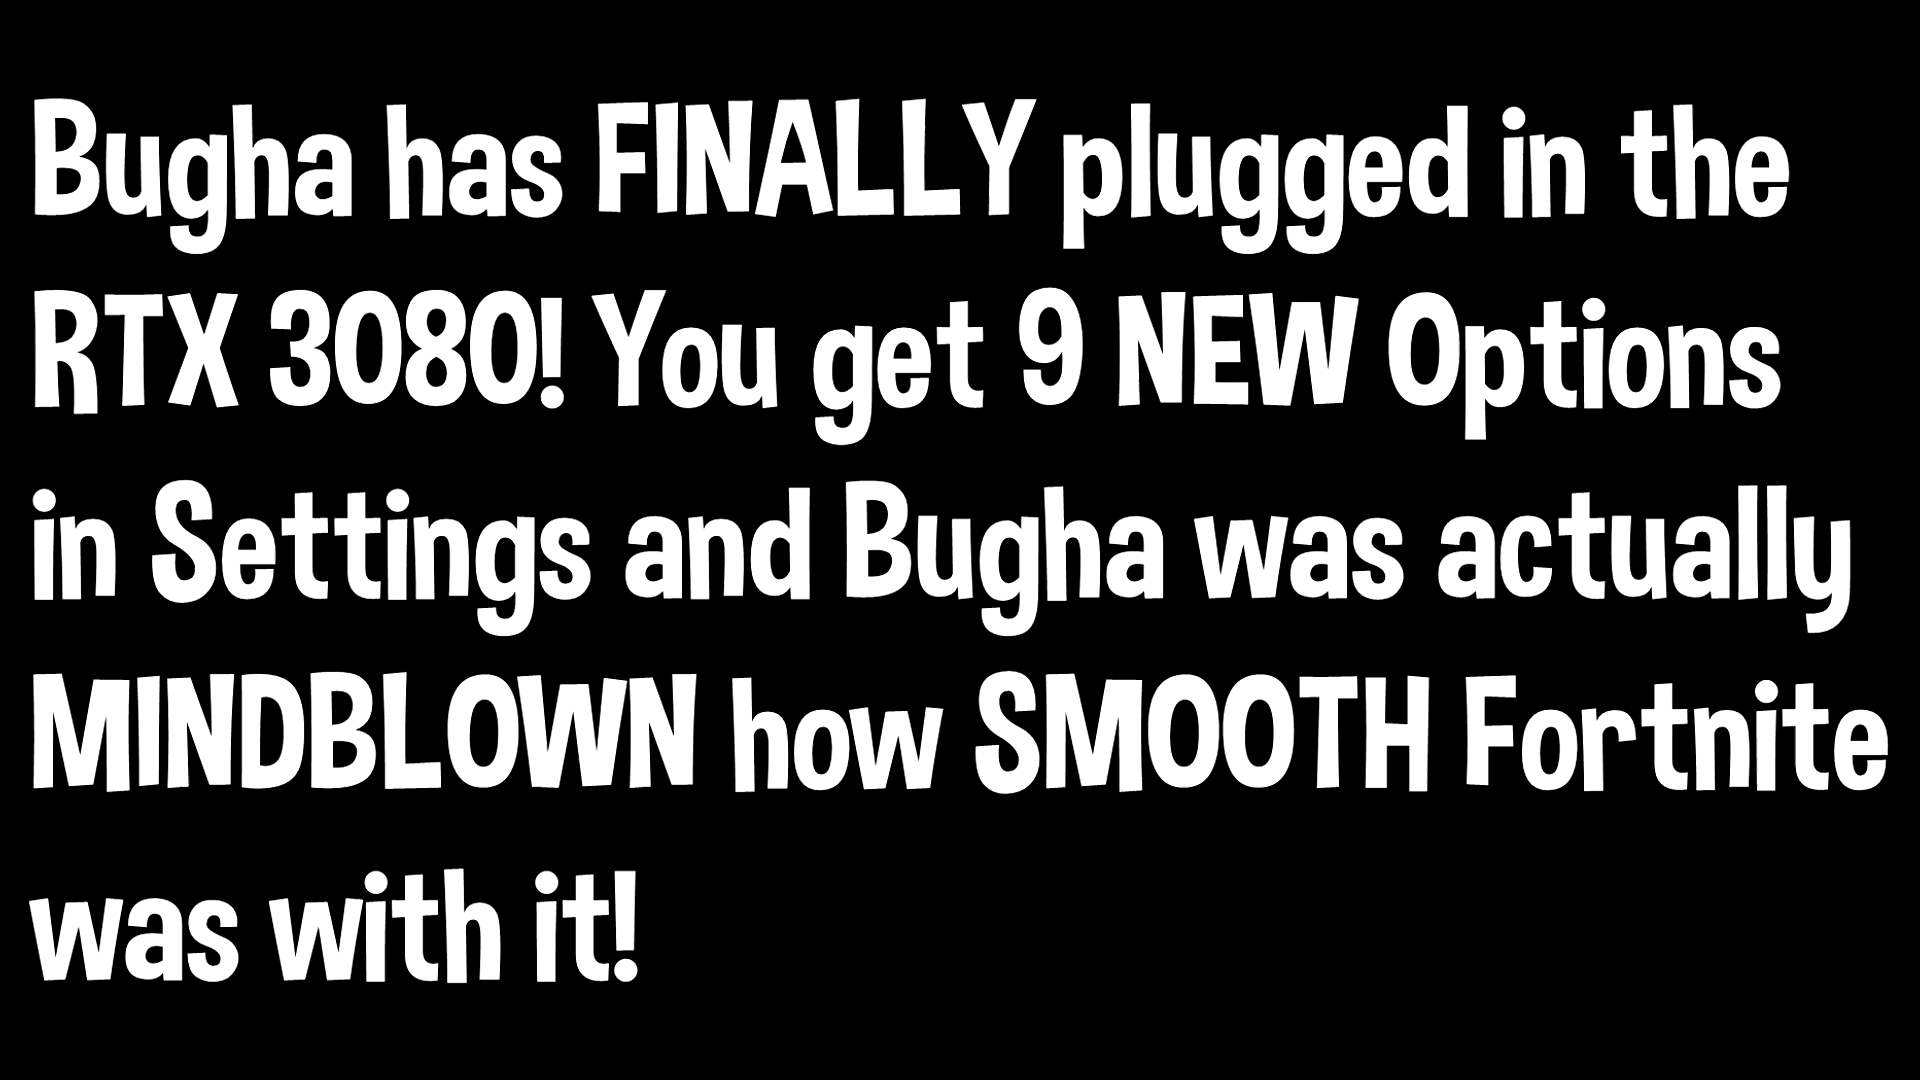 Bugha has FINALLY plugged in the
RTX 3080! You get 9 NEW Options
in Settings and Bugha was actually
MINDBLOWN how SMOOTH Fortnite
was with it!